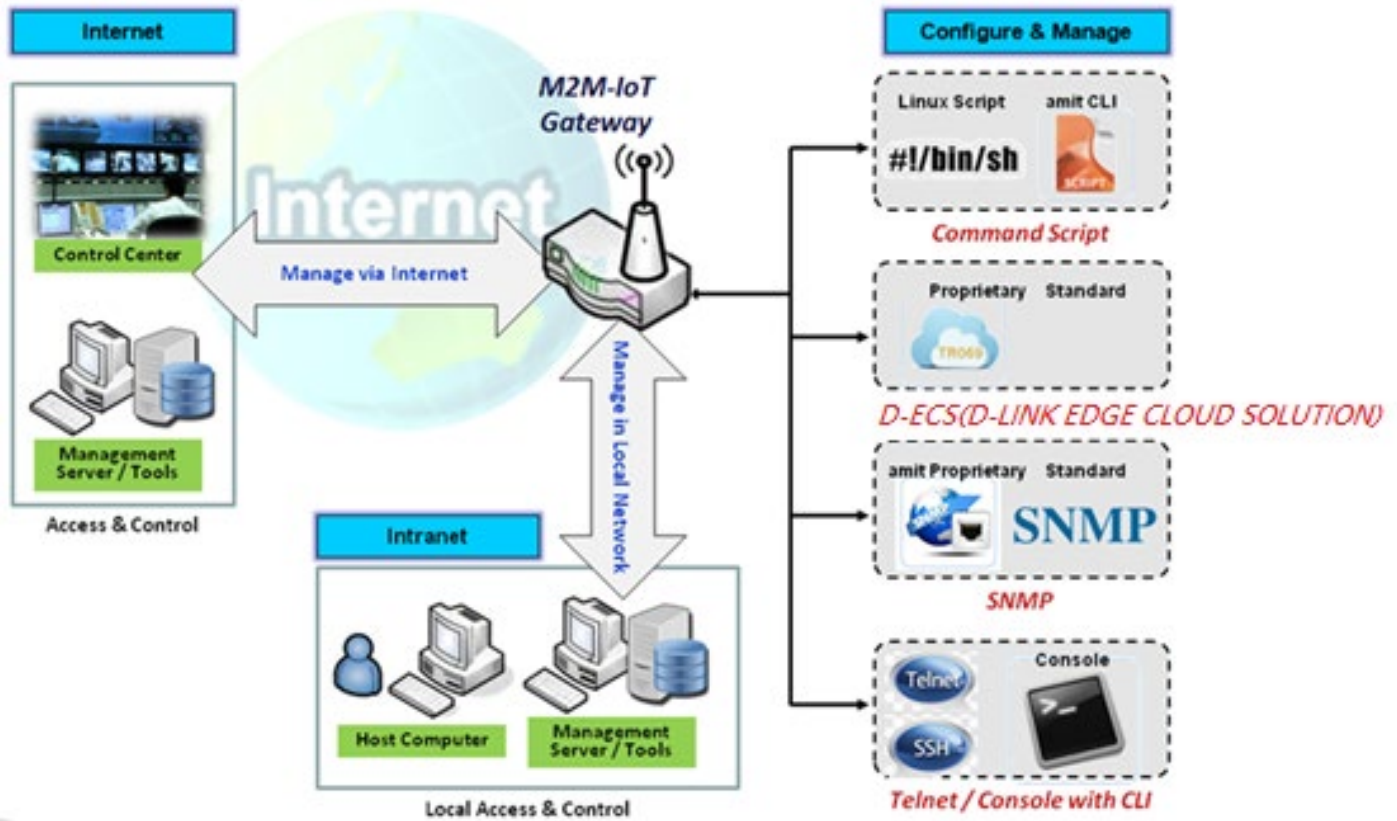 Internet
Control Center
Management
Server / Tools
Access & Control
Internet
Manage via Internet
M2M-IoT
Gateway
Manage in Local Network
Intranet
Host Computer
Management
Server / Tools
Local Access & Control
Configure & Manage
Linux Script amit CLI
#!/bin/sh
SCRIPT
Command Script
Proprietary Standard
TR069
D-ECS(D-LINK EDGE CLOUD SOLUTION)
amit Proprietary Standard
SNMP
SNMP
Telnet
SSH
Console
>_
Telnet / Console with CLI